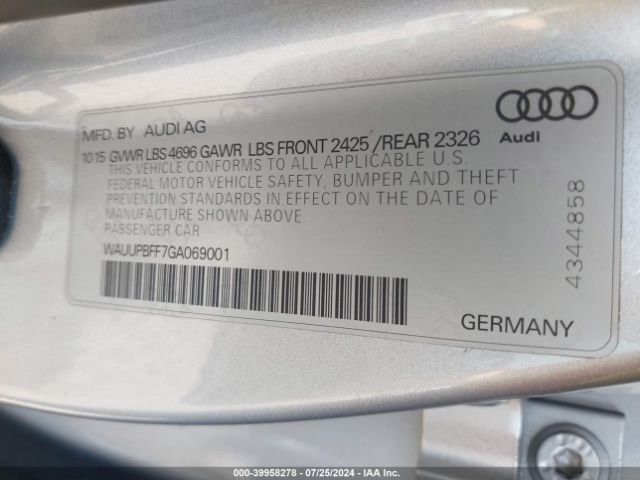 MFD. BY AUDI AG
Audi
10 15 GVWR LBS 4696 GAWR LBS FRONT 2425 /REAR 2326
THIS VEHICLE CONFORMS TO ALL APPLICABLE U.S.
FEDERAL MOTOR VEHICLE SAFETY, BUMPER AND THEFT
PREVENTION STANDARDS IN EFFECT ON THE DATE OF
MANUFACTURE SHOWN ABOVE
PASSENGER CAR
WAUUPBFF7GA069001
4344858
GERMANY
000-39958278 - 07/25/2024 - IAA Inc.